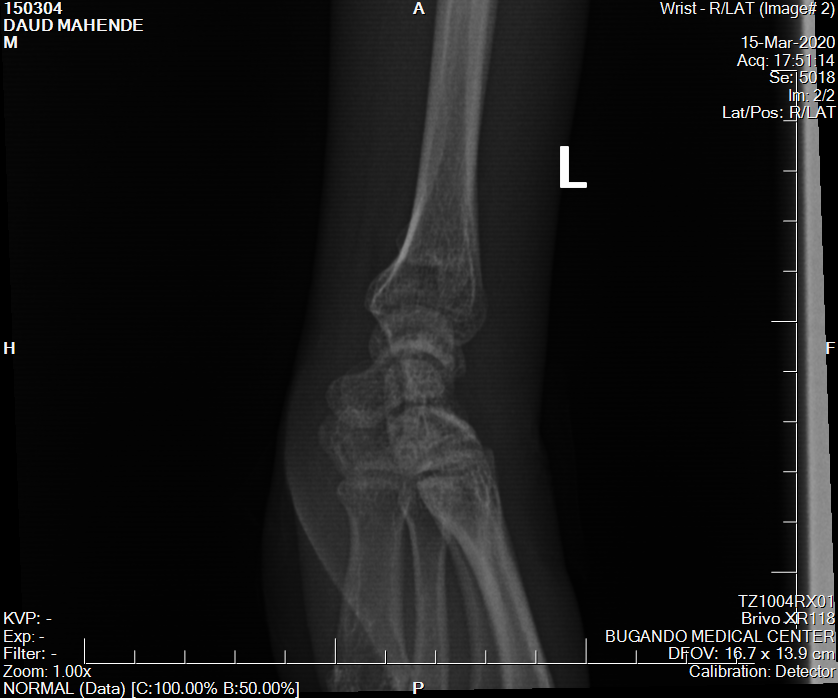 150304
DAUD MAHENDE
M
A
Wrist - R/LAT (Image# 2)
15-Mar-2020
Acq: 17:51:14
Se: 5018
Im: 2/2
Lat/Pos: R/LAT
L
H
F
KVP: -
Exp: -
Filter: -
Zoom: 1.00x
NORMAL (Data) [C:100.00% B:50.00%]
P
TZ1004RX01
Brivo XR118
BUGANDO MEDICAL CENTER
DFOV: 16.7 x 13.9 cm
Calibration: Detector